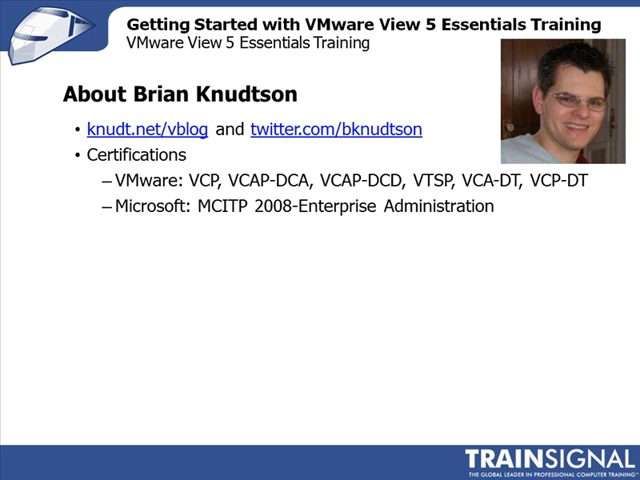 Getting Started with VMware View 5 Essentials Training
VMware View 5 Essentials Training
About Brian Knudtson
• knudt.net/vblog and twitter.com/bknudtson
• Certifications
– VMware: VCP, VCAP-DCA, VCAP-DCD, VTSP, VCA-DT, VCP-DT
– Microsoft: MCITP 2008-Enterprise Administration
TRAINSIGNAL
THE GLOBAL LEADER IN PROFESSIONAL COMPUTER TRAINING™